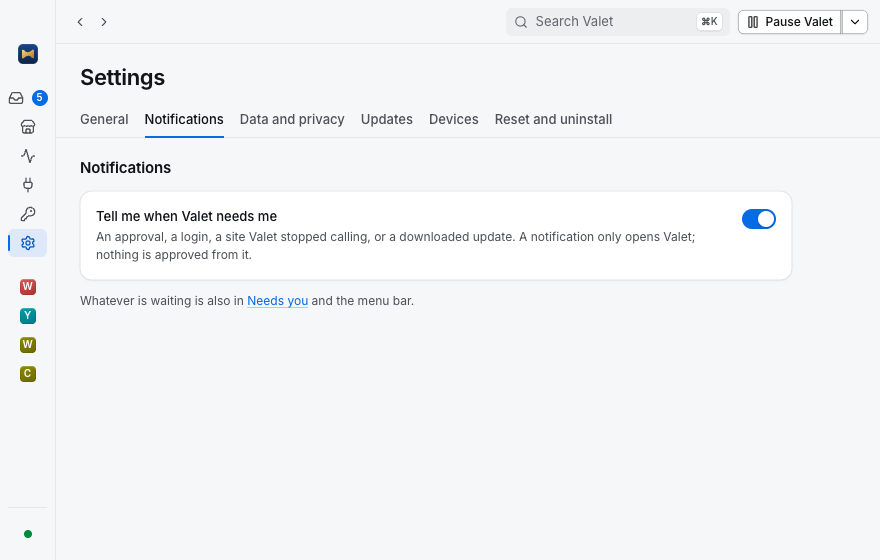 Search Valet
⌘K
Pause Valet
5
Settings
General
Notifications
Data and privacy
Updates
Devices
Reset and uninstall
Notifications
Tell me when Valet needs me
An approval, a login, a site Valet stopped calling, or a downloaded update. A notification only opens Valet;
nothing is approved from it.
Whatever is waiting is also in Needs you and the menu bar.
W
Y
W
C